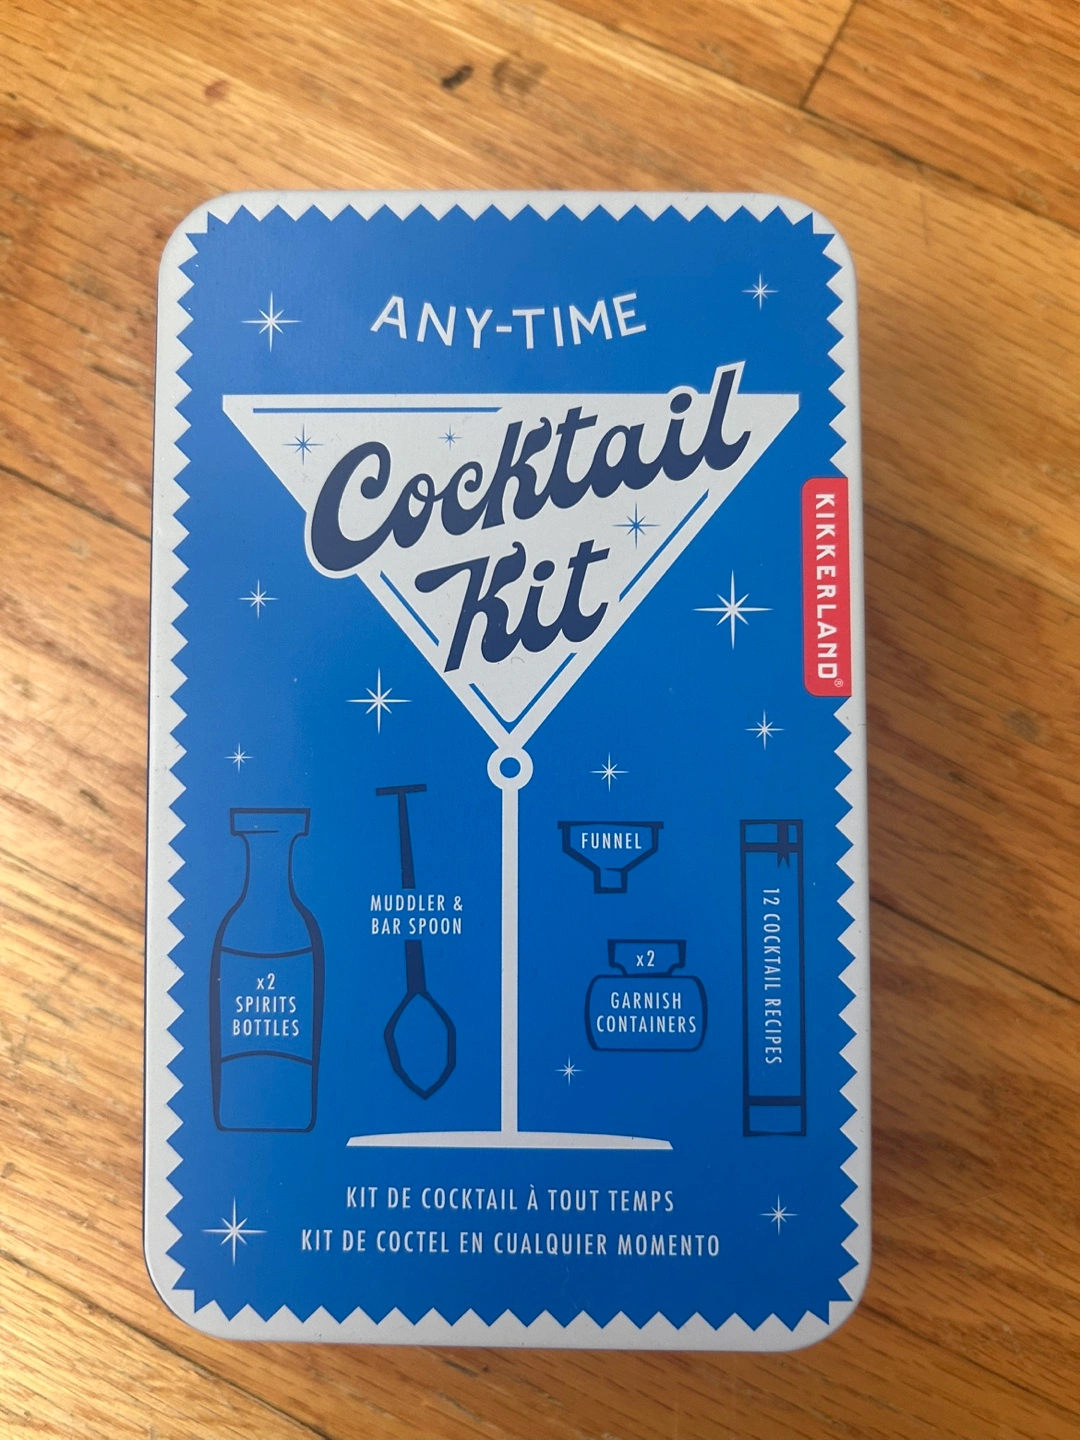 ANY-TIME
Cocktail
Kit
KIKKERLAND®
FUNNEL
MUDDLER &
BAR SPOON
x2
SPIRITS
BOTTLES
x2
GARNISH
CONTAINERS
12 COCKTAIL RECIPES
KIT DE COCKTAIL À TOUT TEMPS
KIT DE COCTEL EN CUALQUIER MOMENTO